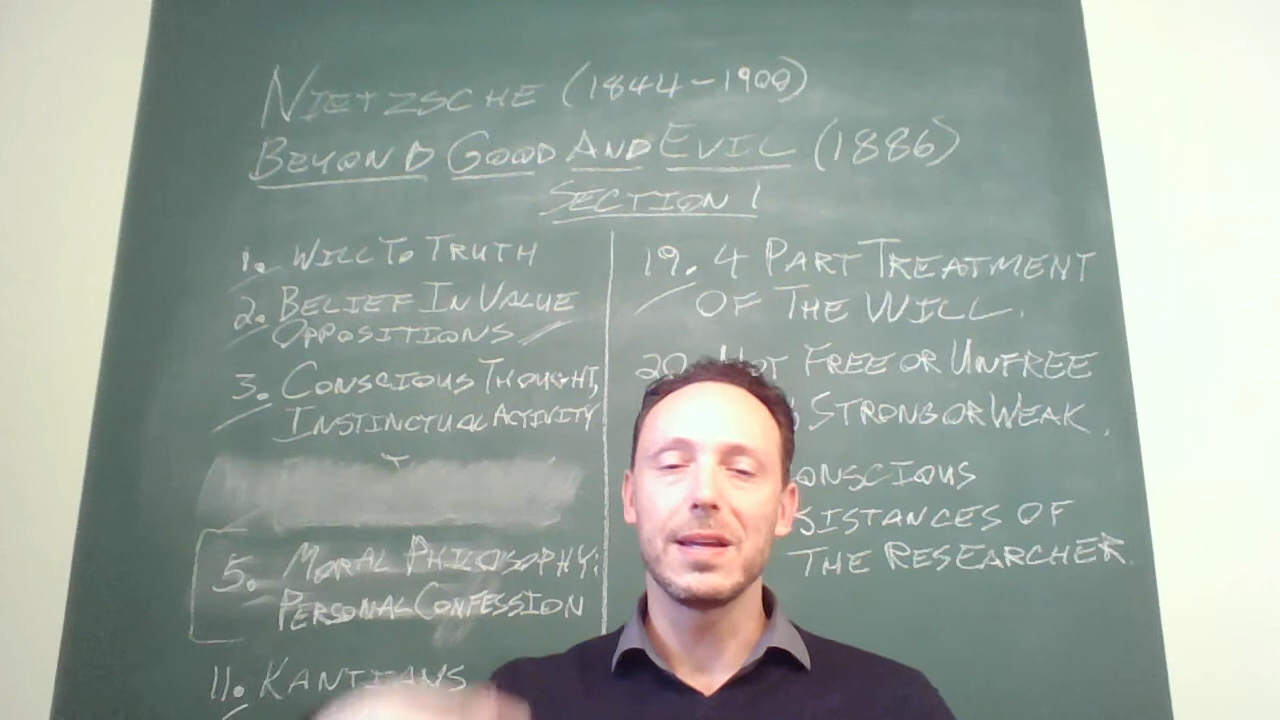 NIETZSCHE (1844-1900)
BEYOND GOOD AND EVIL (1886)
SECTION 1
1. WILL TO TRUTH
2. BELIEF IN VALUE
OPPOSITIONS
3. CONSCIOUS THOUGHT,
INSTINCTUAL ACTIVITY
5. MORAL PHILOSOPHY:
PERSONAL CONFESSION
11. KANTIANS
19. 4 PART TREATMENT
OF THE WILL.
20. NOT FREE OR UNFREE
STRONG OR WEAK.
ONSCIOUS
SISTANCES OF
THE RESEARCHER.